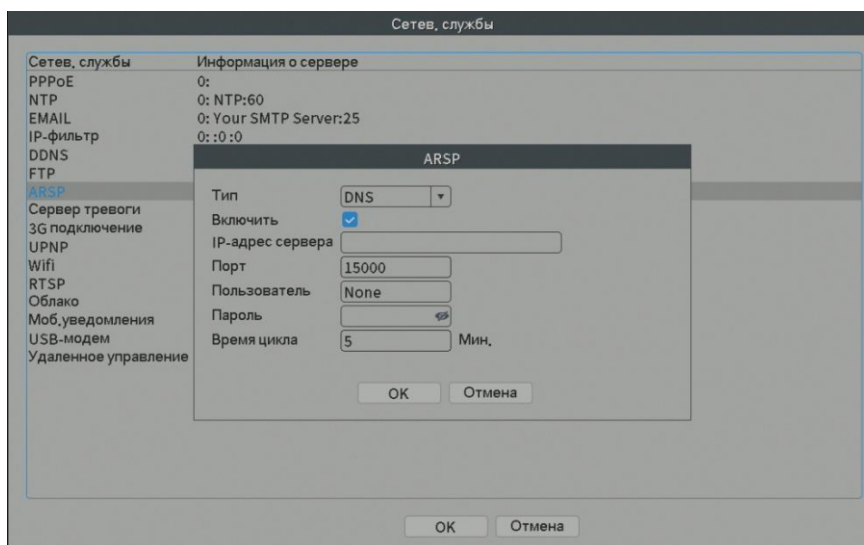 Сетев. службы
Сетев. службы Информация о сервере
PPPoE 0:
NTP 0: NTP:60
EMAIL 0: Your SMTP Server:25
IP-фильтр 0: :0 :0
DDNS
FTP
ARSP
Сервер тревоги
3G подключение
UPNP
Wifi
RTSP
Облако
Моб.уведомления
USB-модем
Удаленное управление
ARSP
Тип DNS
Включить
IP-адрес сервера
Порт 15000
Пользователь None
Пароль
Время цикла 5 Мин.
OK Отмена
OK Отмена